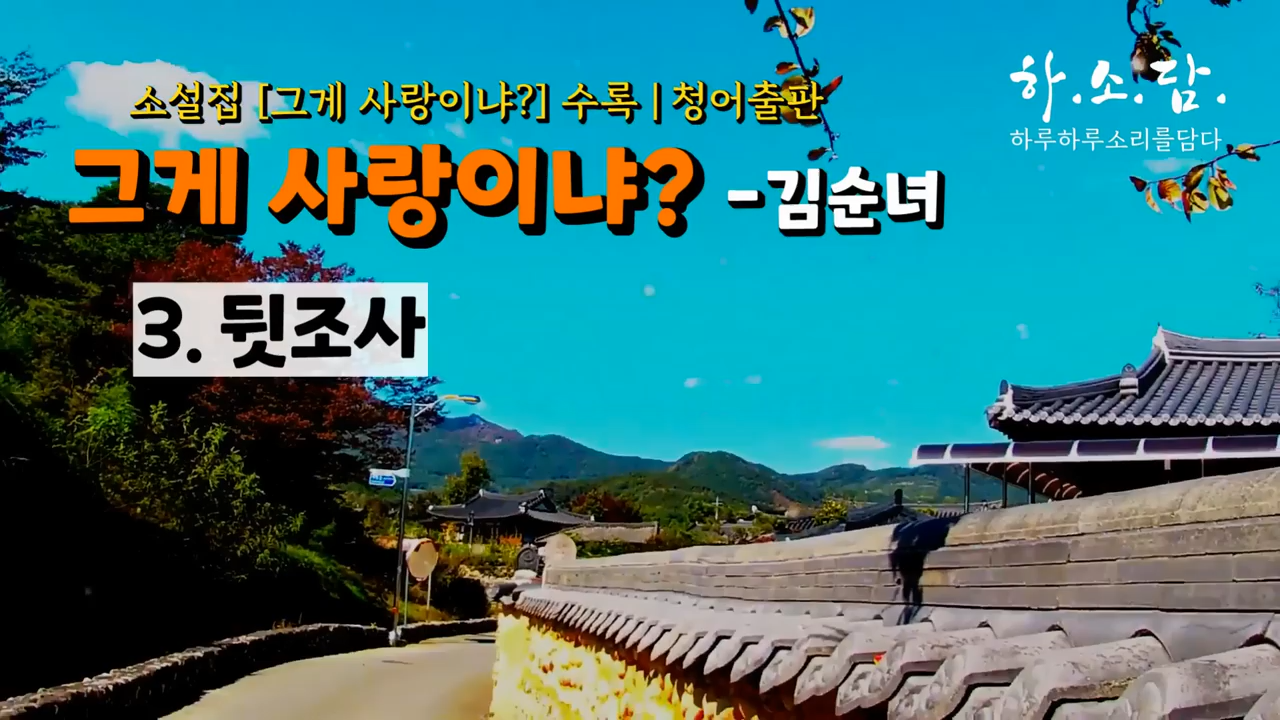 소설집 [그게 사랑이냐?] 수록 | 청어출판
그게 사랑이냐? -김순녀
3. 뒷조사
하.소.담.
하루하루소리를담다